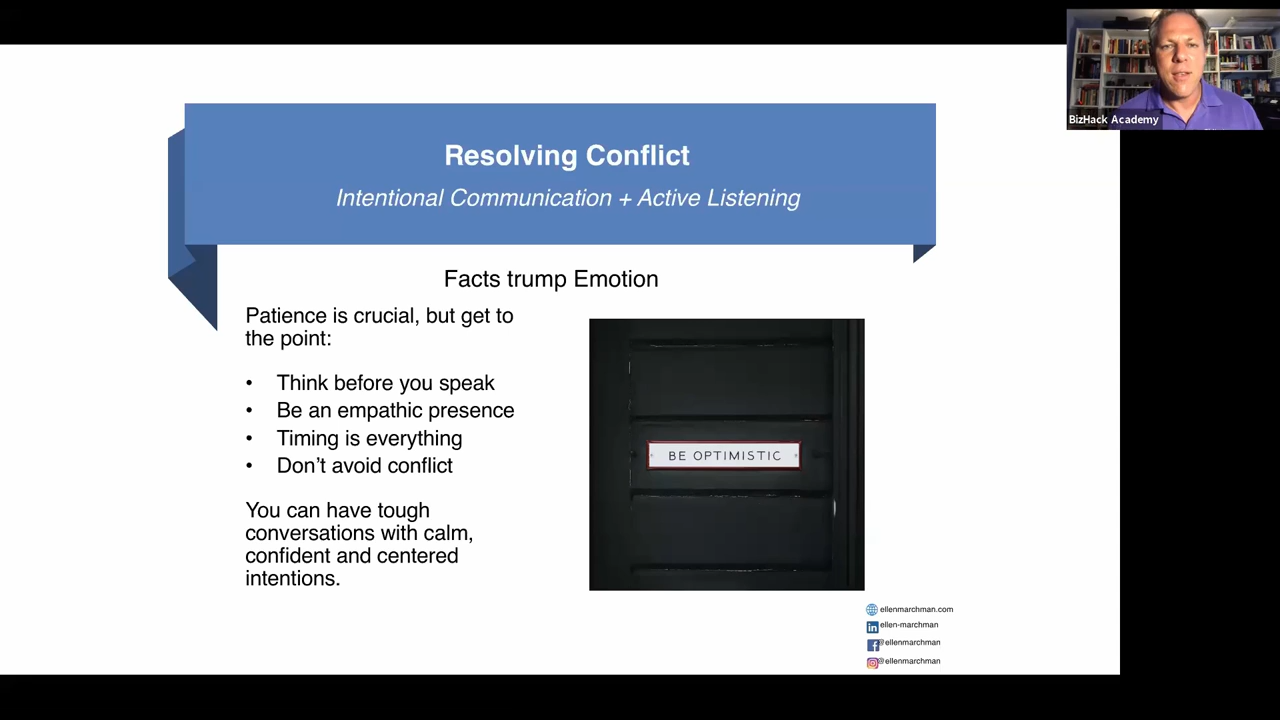 BizHack Academy
Resolving Conflict
Intentional Communication + Active Listening
Facts trump Emotion
Patience is crucial, but get to
the point:
• Think before you speak
• Be an empathic presence
• Timing is everything
• Don’t avoid conflict
You can have tough
conversations with calm,
confident and centered
intentions.
BE OPTIMISTIC
ellenmarchman.com
in ellen-marchman
f @ellenmarchman
@ellenmarchman